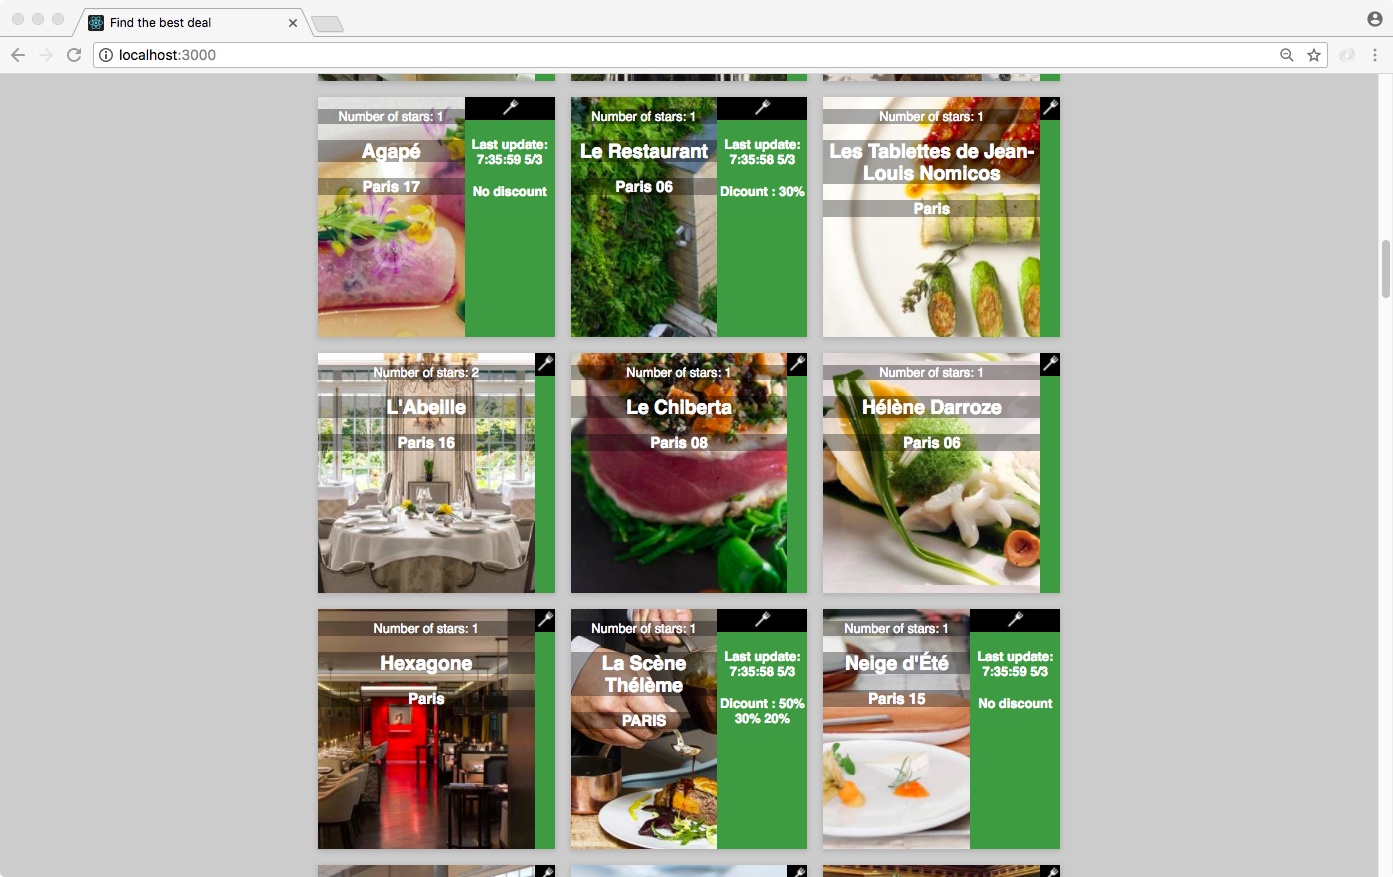 Find the best deal
localhost:3000
Number of stars: 1
Agapé
Paris 17
Last update:
7:35:59 5/3
No discount
Number of stars: 1
Le Restaurant
Paris 06
Last update:
7:35:58 5/3
Dicount : 30%
Number of stars: 1
Les Tablettes de Jean-
Louis Nomicos
Paris
Number of stars: 2
L'Abeille
Paris 16
Number of stars: 1
Le Chiberta
Paris 08
Number of stars: 1
Hélène Darroze
Paris 06
Number of stars: 1
Hexagone
Paris
Number of stars: 1
La Scène
Thélème
PARIS
Last update:
7:35:58 5/3
Dicount : 50%
30% 20%
Number of stars: 1
Neige d'Été
Paris 15
Last update:
7:35:59 5/3
No discount